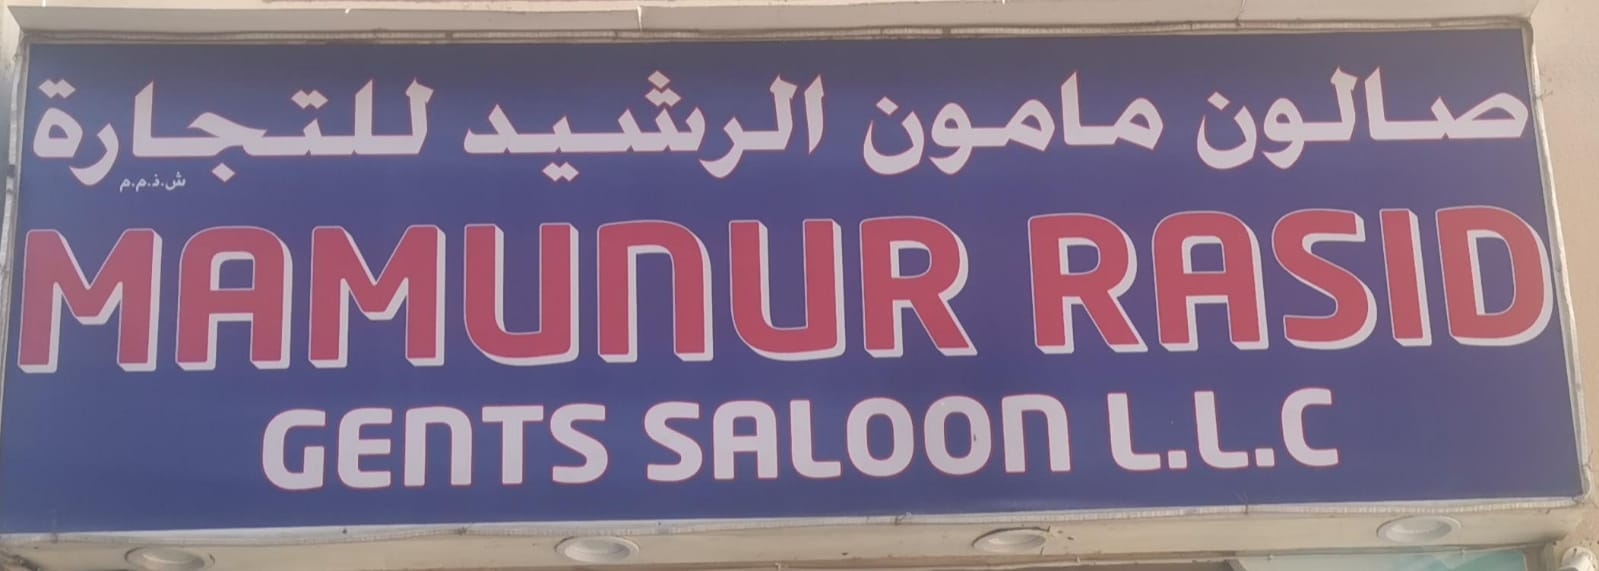 صالون مامون الرشيد للتجارة
ش.ذ.م.م
MAMUNUR RASID
GENTS SALOON L.L.C